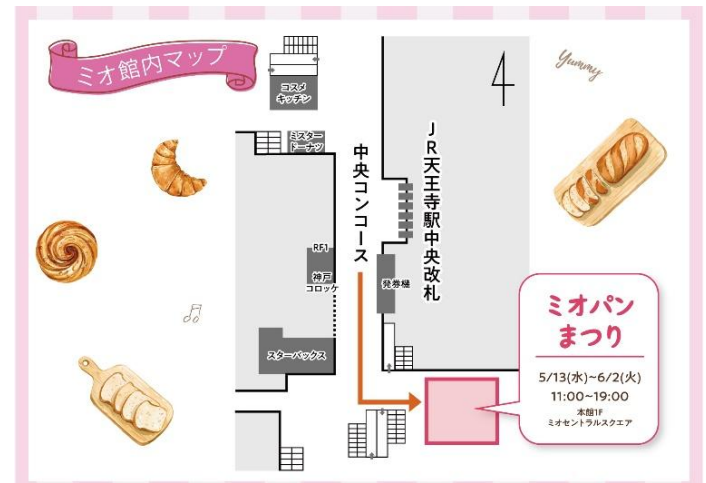 ミオ館内マップ
コスメ
キッチン
Yummy
ミスター
ドーナツ
中央コンコース
JR天王寺駅中央改札
RF1
神戸
コロッケ
発券機
スターバックス
ミオパン
まつり
5/13(水)~6/2(火)
11:00~19:00
本館1F
ミオセントラルスクエア